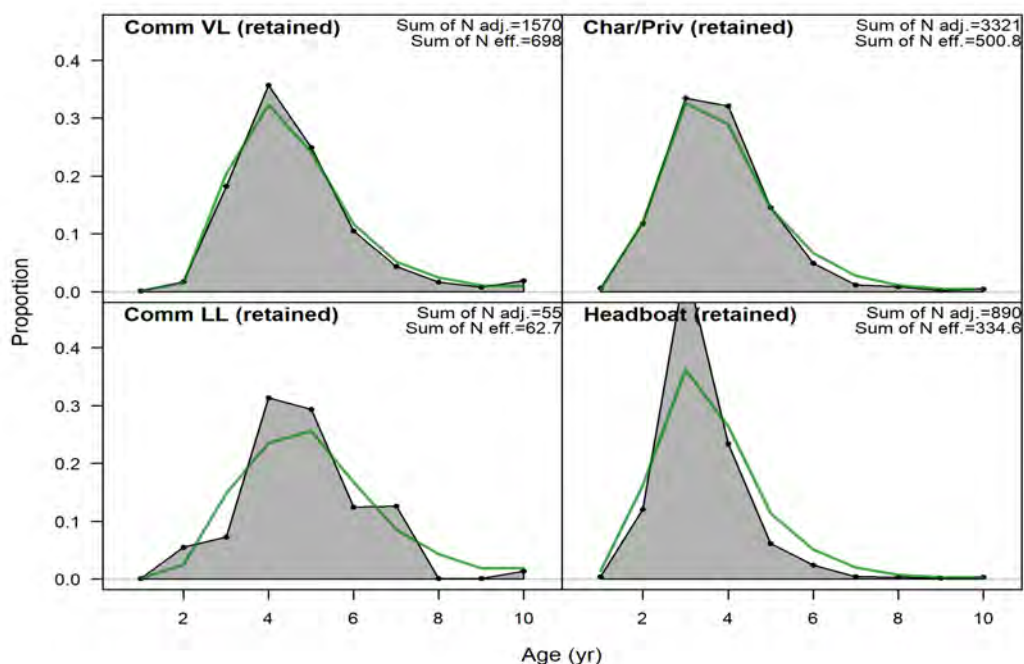 Comm VL (retained)
Sum of N adj.=1570
Sum of N eff.=698
Char/Priv (retained)
Sum of N adj.=3321
Sum of N eff.=500.8
Comm LL (retained)
Sum of N adj.=55
Sum of N eff.=62.7
Headboat (retained)
Sum of N adj.=890
Sum of N eff.=334.6
Proportion
0.4
0.3
0.2
0.1
0.0
0.4
0.3
0.2
0.1
0.0
2 4 6 8 10
2 4 6 8 10
Age (yr)